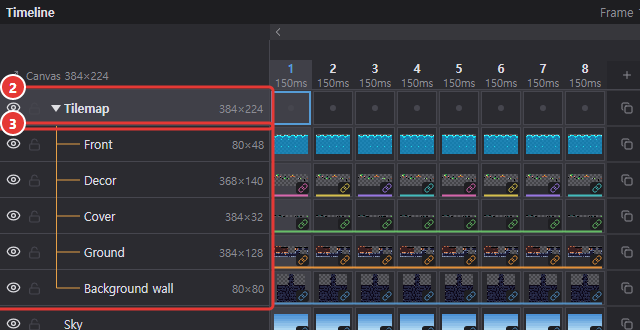 Timeline
Frame
Canvas 384×224
1 2 3 4 5 6 7 8
150ms 150ms 150ms 150ms 150ms 150ms 150ms 150ms
2
Tilemap 384×224
3
Front 80×48
Decor 368×140
Cover 384×32
Ground 384×128
Background wall 80×80
Sky